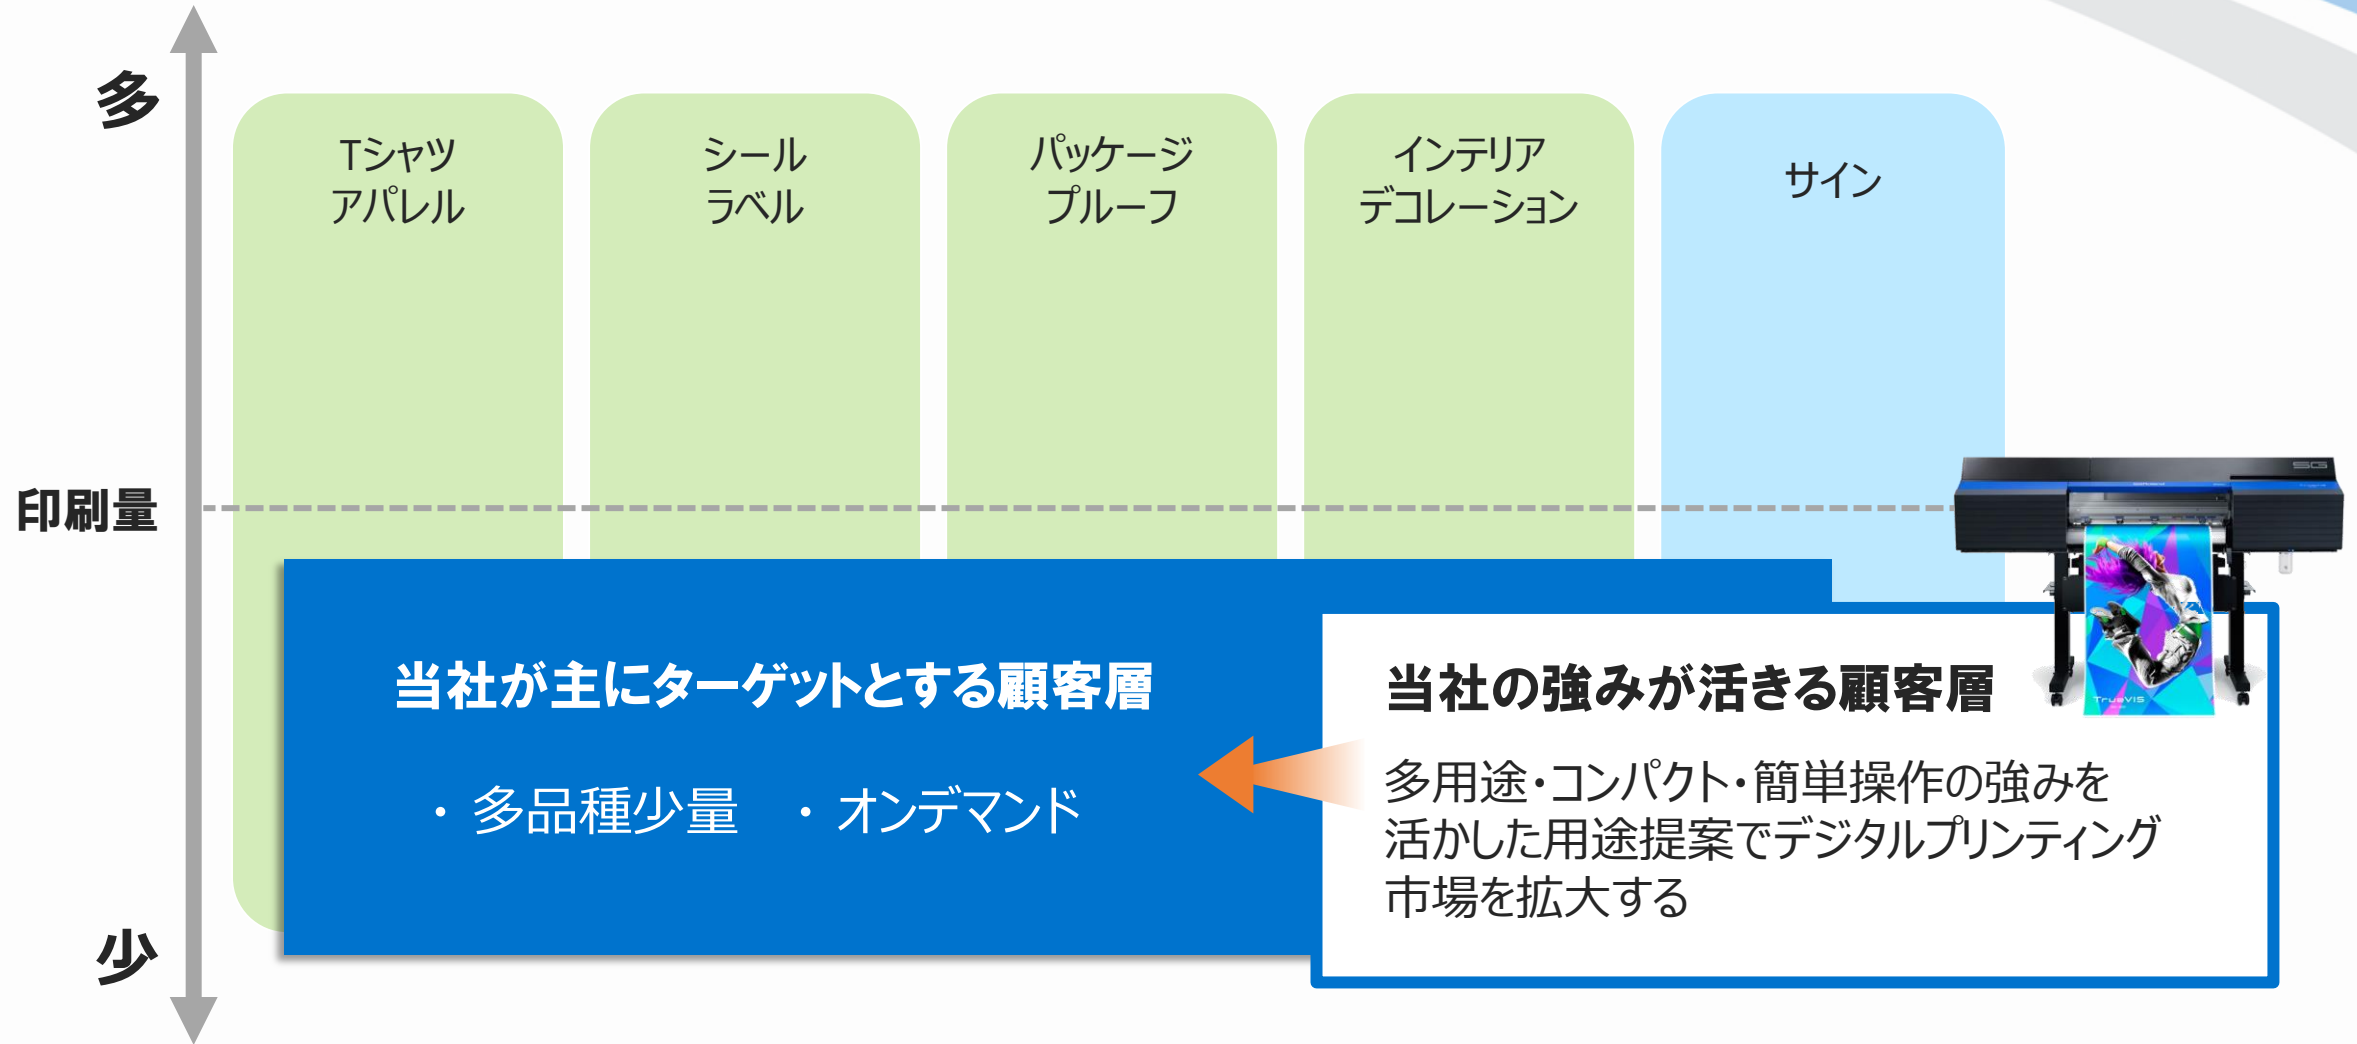 多
Tシャツ
アパレル
シール
ラベル
パッケージ
プルーフ
インテリア
デコレーション
サイン
印刷量
SG
当社が主にターゲットとする顧客層
・多品種少量 ・オンデマンド
当社の強みが活きる顧客層
TrueVIS
多用途・コンパクト・簡単操作の強みを
活かした用途提案でデジタルプリンティング
市場を拡大する
少